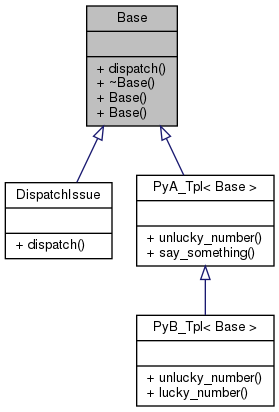 Base
+ dispatch()
+ ~Base()
+ Base()
+ Base()
DispatchIssue
+ dispatch()
PyA_Tpl< Base >
+ unlucky_number()
+ say_something()
PyB_Tpl< Base >
+ unlucky_number()
+ lucky_number()